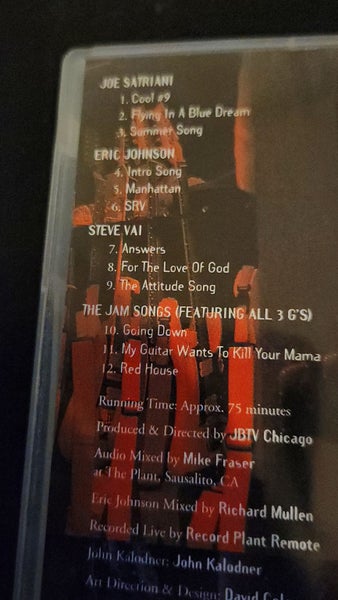 JOE SATRIANI
1. Cool #9
2. Flying In A Blue Dream
3. Summer Song
ERIC JOHNSON
4. Intro Song
5. Manhattan
6. SRV
STEVE VAI
7. Answers
8. For The Love Of God
9. The Attitude Song
THE JAM SONGS (FEATURING ALL 3 G'S)
10. Going Down
11. My Guitar Wants To Kill Your Mama
12. Red House
Running Time: Approx. 75 minutes
Produced & Directed by JBTV Chicago
Audio Mixed by Mike Fraser
at The Plant, Sausalito, CA
Eric Johnson Mixed by Richard Mullen
Recorded Live by Record Plant Remote
John Kalodner: John Kalodner
Art Direction & Design: David